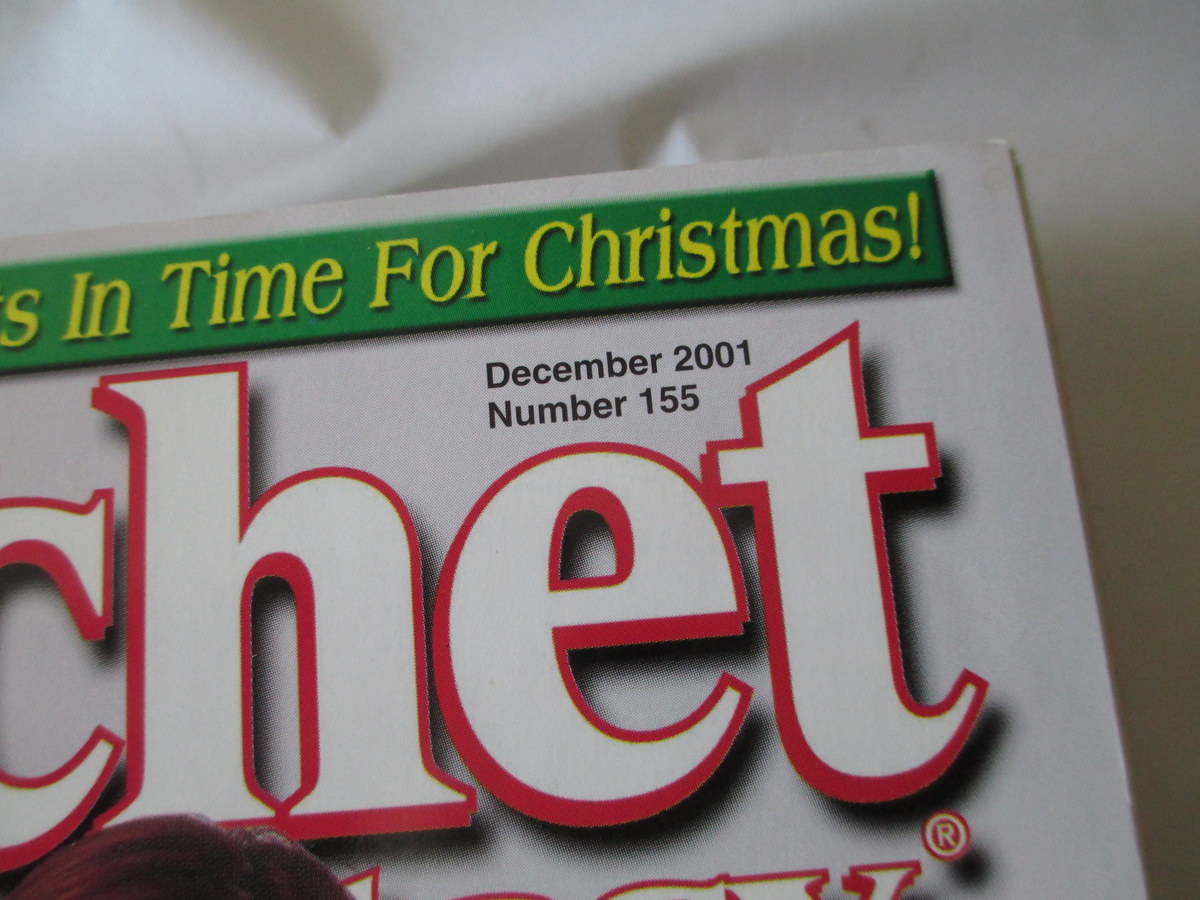 ts In Time For Christmas!
December 2001
Number 155
chet
®